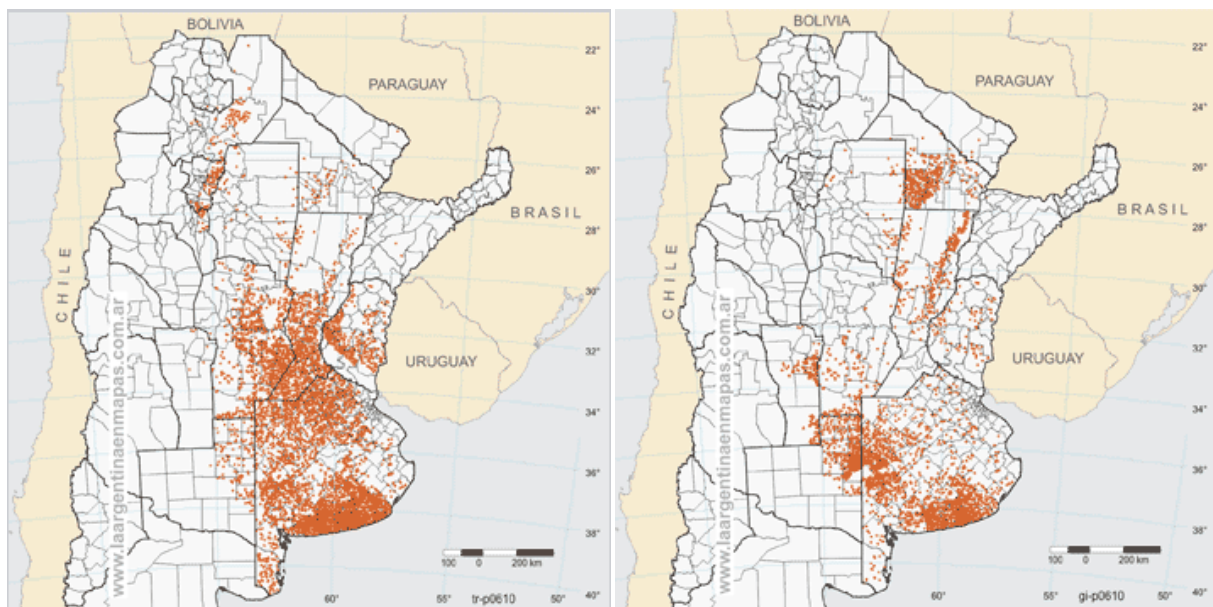 BOLIVIA
22°
PARAGUAY
24°
26°
BRASIL
28°
CHILE
30°
URUGUAY
32°
34°
36°
38°
www.laargentinaenmapas.com.ar
100 0 200 km
60° 55° tr-p0610 50° 40°
BOLIVIA
22°
PARAGUAY
24°
26°
BRASIL
28°
CHILE
30°
URUGUAY
32°
34°
36°
38°
www.laargentinaenmapas.com.ar
100 0 200 km
60° 55° gi-p0610 50° 40°